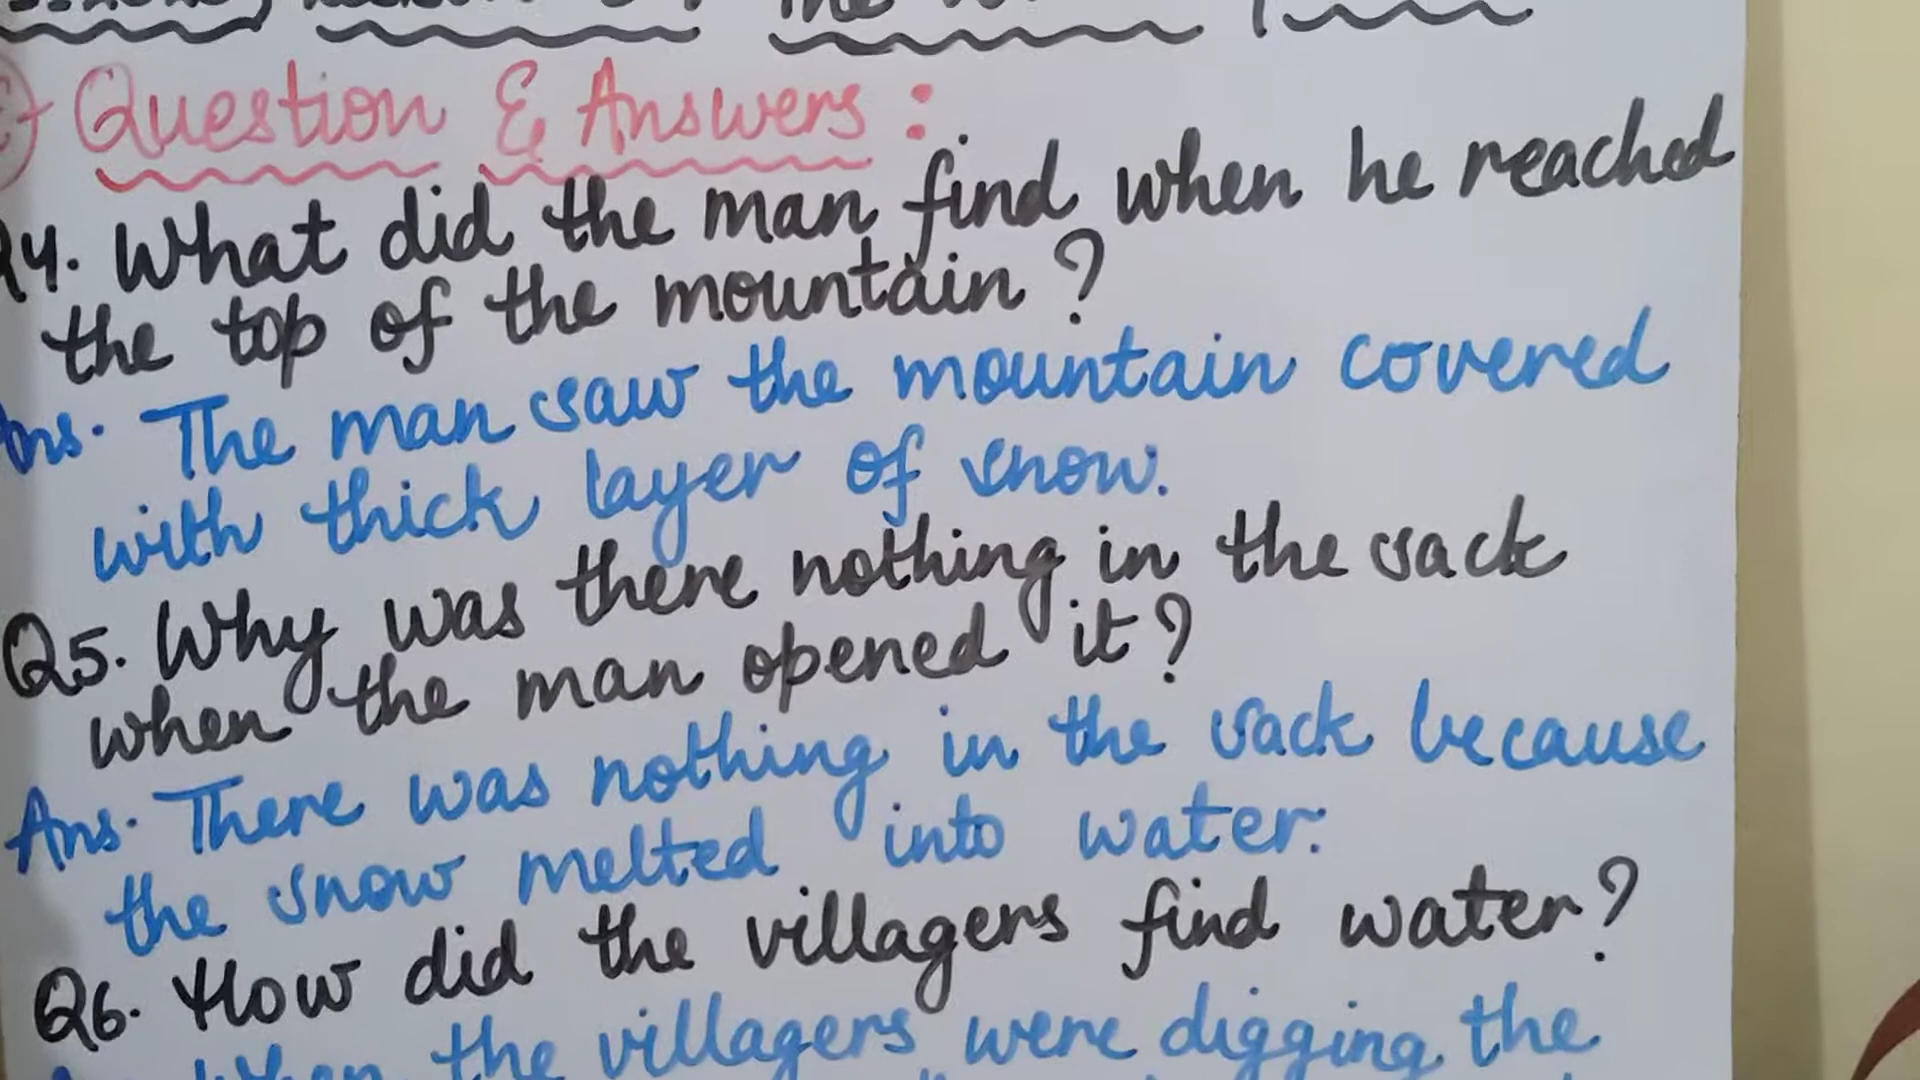 Question & Answers :
Q4. What did the man find when he reached
the top of the mountain ?
Ans. The man saw the mountain covered
with thick layer of snow.
Q5. Why was there nothing in the sack
when the man opened it ?
Ans. There was nothing in the sack because
the snow melted into water.
Q6. How did the villagers find water ?
When the villagers were digging the